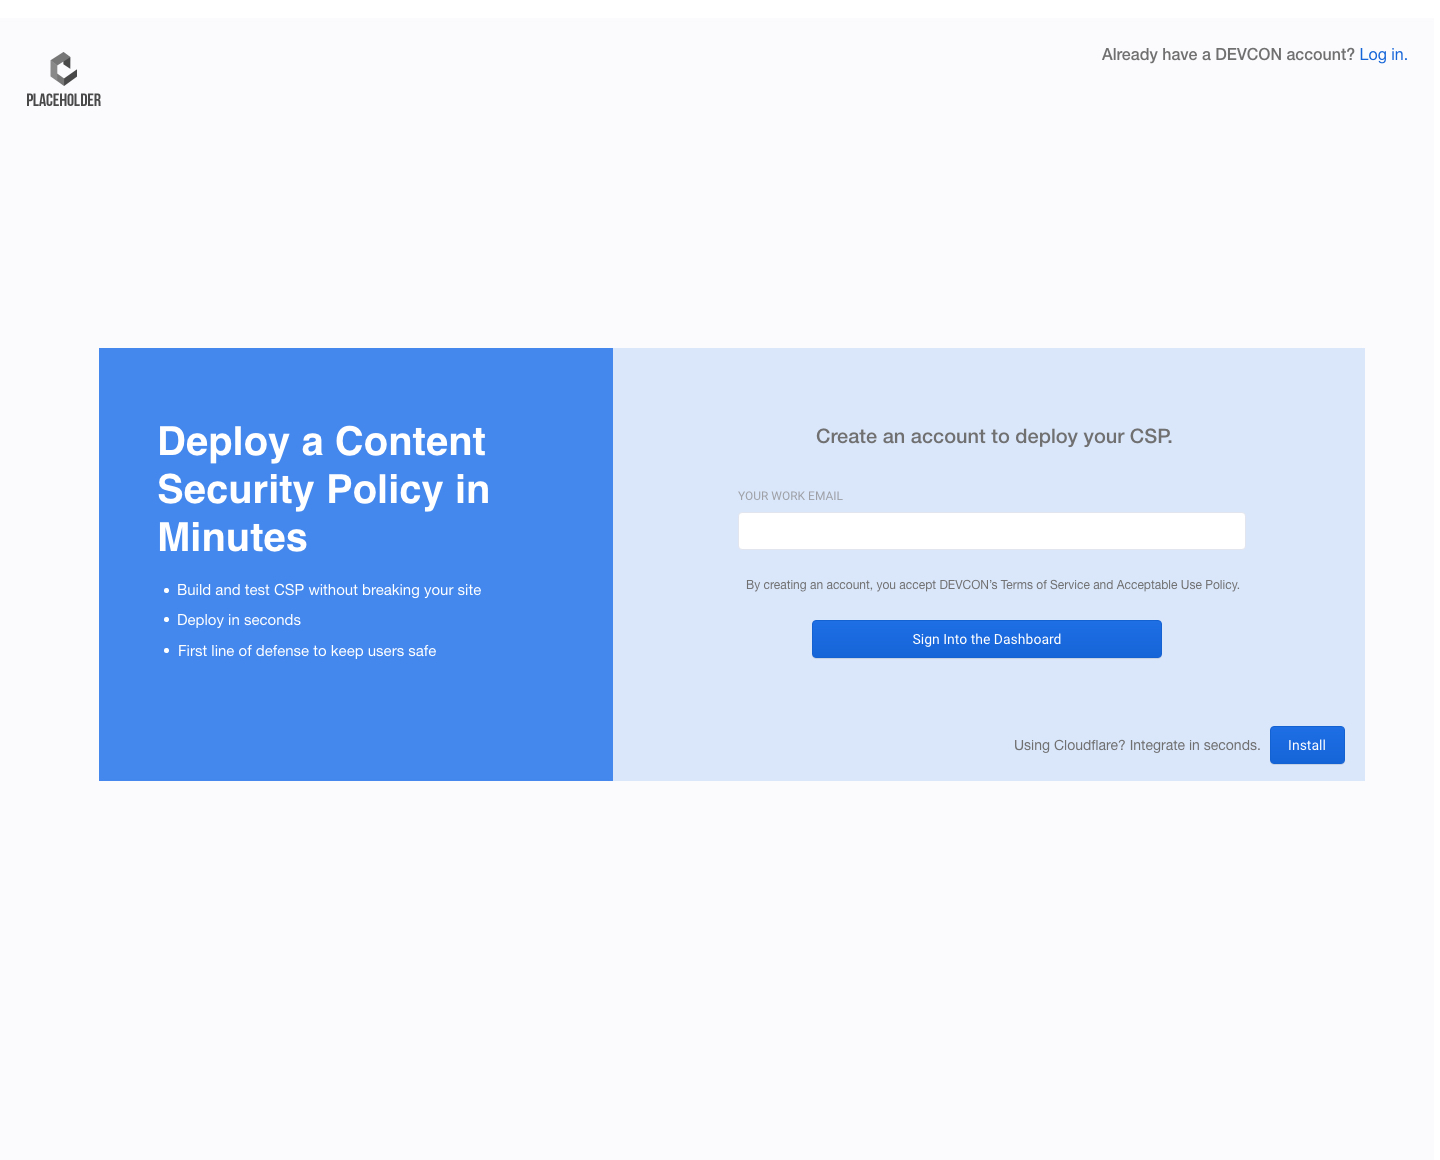 Already have a DEVCON account? Log in.
PLACEHOLDER
Deploy a Content
Security Policy in
Minutes
• Build and test CSP without breaking your site
• Deploy in seconds
• First line of defense to keep users safe
Create an account to deploy your CSP.
YOUR WORK EMAIL
By creating an account, you accept DEVCON’s Terms of Service and Acceptable Use Policy.
Sign Into the Dashboard
Using Cloudflare? Integrate in seconds. Install